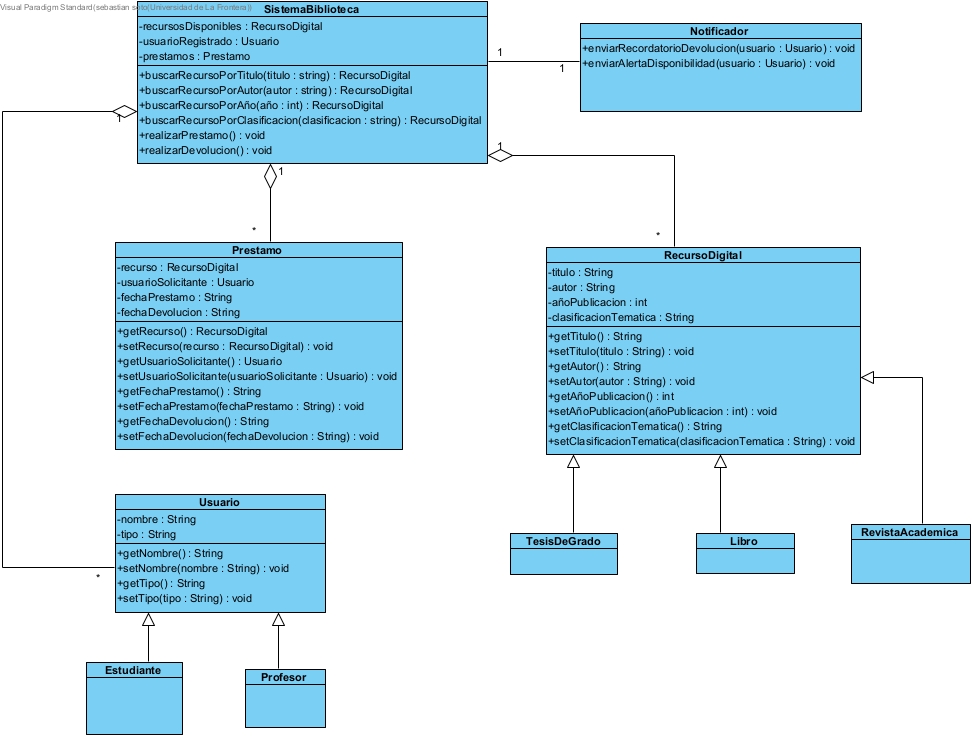 Visual Paradigm Standard(sebastian soto(Universidad de La Frontera))
SistemaBiblioteca
-recursosDisponibles : RecursoDigital
-usuarioRegistrado : Usuario
-prestamos : Prestamo
+buscarRecursoPorTitulo(titulo : string) : RecursoDigital
+buscarRecursoPorAutor(autor : string) : RecursoDigital
+buscarRecursoPorAño(año : int) : RecursoDigital
+buscarRecursoPorClasificacion(clasificacion : string) : RecursoDigital
+realizarPrestamo() : void
+realizarDevolucion() : void
1
1
Notificador
+enviarRecordatorioDevolucion(usuario : Usuario) : void
+enviarAlertaDisponibilidad(usuario : Usuario) : void
1
1
1
*
*
Prestamo
-recurso : RecursoDigital
-usuarioSolicitante : Usuario
-fechaPrestamo : String
-fechaDevolucion : String
+getRecurso() : RecursoDigital
+setRecurso(recurso : RecursoDigital) : void
+getUsuarioSolicitante() : Usuario
+setUsuarioSolicitante(usuarioSolicitante : Usuario) : void
+getFechaPrestamo() : String
+setFechaPrestamo(fechaPrestamo : String) : void
+getFechaDevolucion() : String
+setFechaDevolucion(fechaDevolucion : String) : void
RecursoDigital
-titulo : String
-autor : String
-añoPublicacion : int
-clasificacionTematica : String
+getTitulo() : String
+setTitulo(titulo : String) : void
+getAutor() : String
+setAutor(autor : String) : void
+getAñoPublicacion() : int
+setAñoPublicacion(añoPublicacion : int) : void
+getClasificacionTematica() : String
+setClasificacionTematica(clasificacionTematica : String) : void
Usuario
-nombre : String
-tipo : String
+getNombre() : String
+setNombre(nombre : String) : void
+getTipo() : String
+setTipo(tipo : String) : void
*
TesisDeGrado
Libro
RevistaAcademica
Estudiante
Profesor